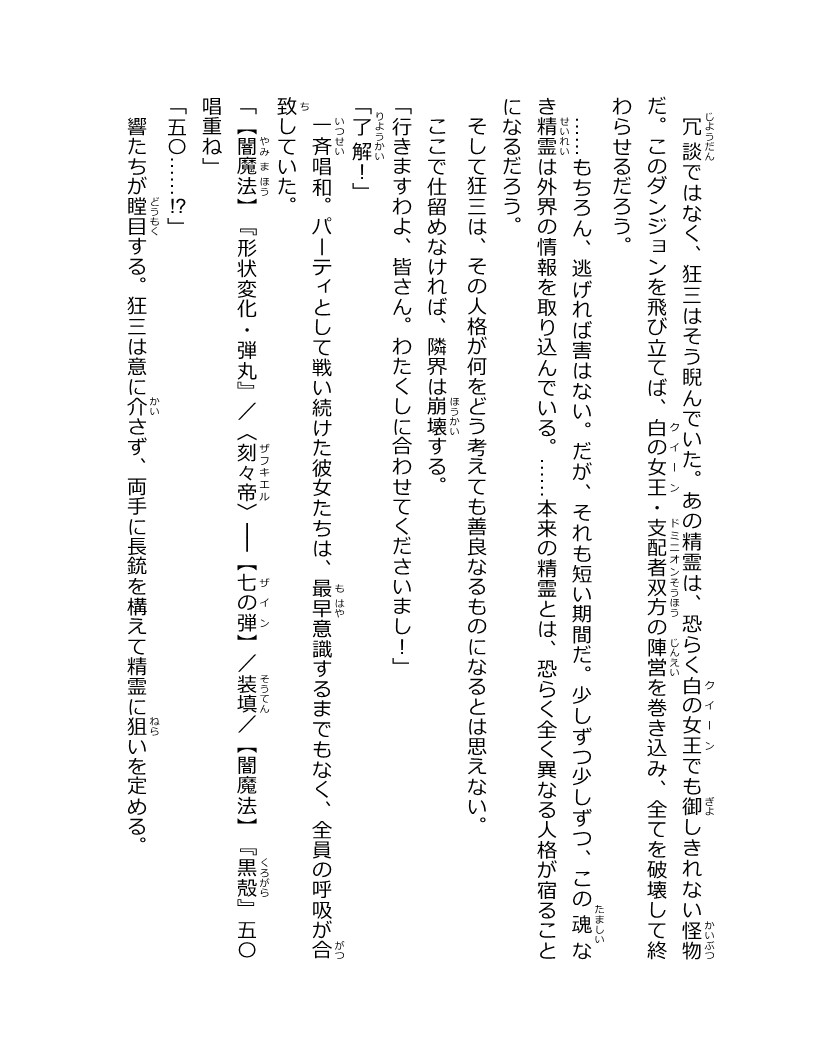 冗談ではなく、狂三はそう睨んでいた。あの精霊は、恐らく白の女王でも御しきれない怪物
だ。このダンジョンを飛び立てば、白の女王・支配者双方の陣営を巻き込み、全てを破壊して終
わらせるだろう。
……もちろん、逃げれば害はない。だが、それも短い期間だ。少しずつ少しずつ、この魂な
き精霊は外界の情報を取り込んでいる。……本来の精霊とは、恐らく全く異なる人格が宿ること
になるだろう。
そして狂三は、その人格が何をどう考えても善良なるものになるとは思えない。
ここで仕留めなければ、隣界は崩壊する。
「行きますわよ、皆さん。わたくしに合わせてくださいまし！」
「了解！」
一斉唱和。パーティとして戦い続けた彼女たちは、最早意識するまでもなく、全員の呼吸が合
致していた。
「【闇魔法】『形状変化・弾丸』／〈刻々帝〉――【七の弾】／装填／【闇魔法】『黒殻』五〇
唱重ね」
「五〇……⁉」
響たちが瞠目する。狂三は意に介さず、両手に長銃を構えて精霊に狙いを定める。